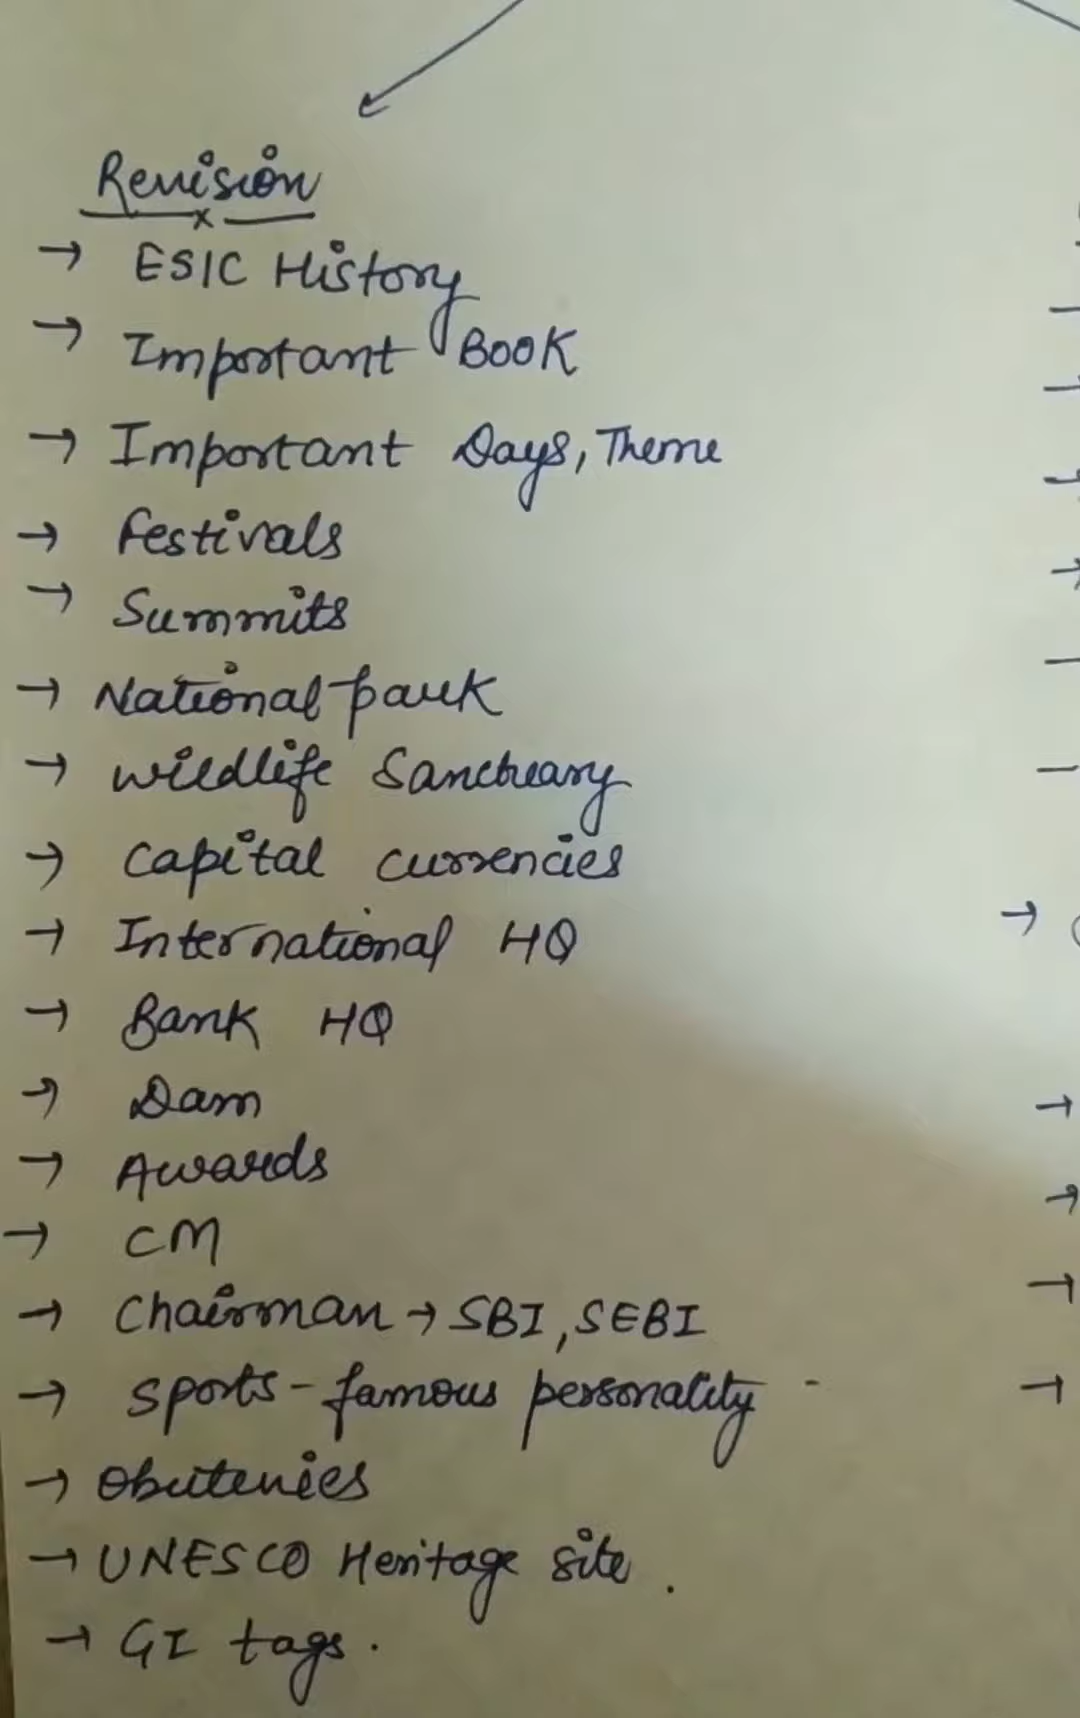 Revision
→ ESIC History
→ Important Book
→ Important Days, Theme
→ Festivals
→ Summits
→ National park
→ wildlife Sanctuary
→ capital currencies
→ International HQ
→ Bank HQ
→ Dam
→ Awards
→ CM
→ Chairman → SBI, SEBI
→ Sports - famous personality -
→ Obuteries
→ UNESCO Heritage site.
→ GI tags.